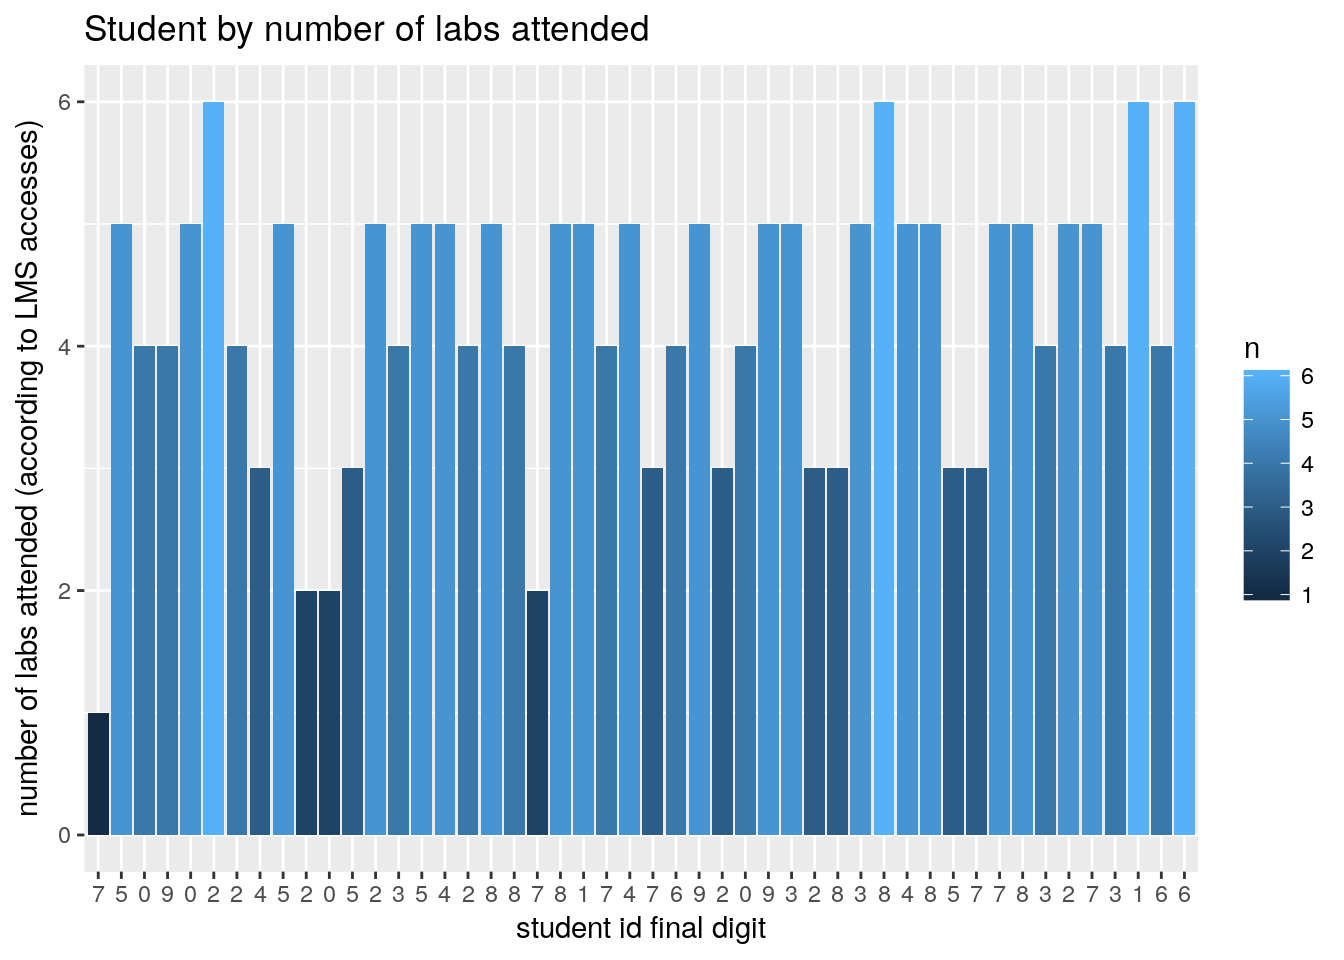 Student by number of labs attended
number of labs attended (according to LMS accesses)
6
4
2
0
7 5 0 9 0 2 2 4 5 2 0 5 2 3 5 4 2 8 8 7 8 1 7 4 7 6 9 2 0 9 3 2 8 3 8 4 8 5 7 7 8 3 2 7 3 1 6 6
student id final digit
n
6
5
4
3
2
1